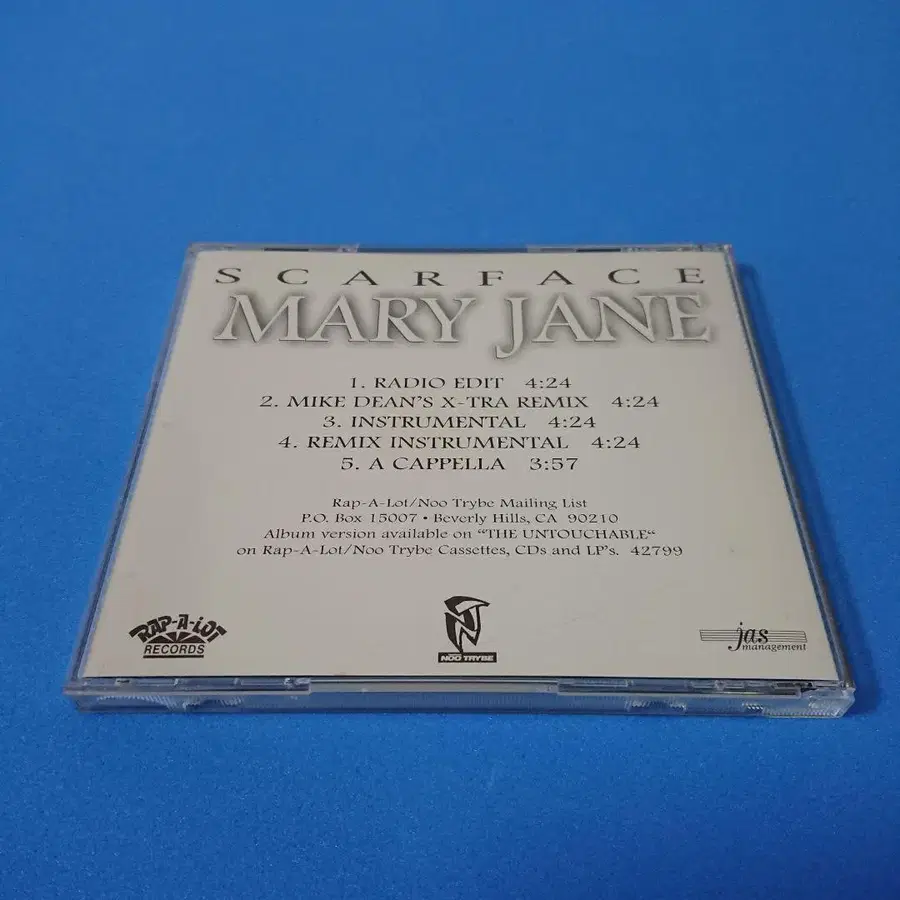 SCARFACE
MARY JANE
1. RADIO EDIT 4:24
2. MIKE DEAN'S X-TRA REMIX 4:24
3. INSTRUMENTAL 4:24
4. REMIX INSTRUMENTAL 4:24
5. A CAPPELLA 3:57
Rap-A-Lot/Noo Trybe Mailing List
P.O. Box 15007 • Beverly Hills, CA 90210
Album version available on "THE UNTOUCHABLE"
on Rap-A-Lot/Noo Trybe Cassettes, CDs and LP's. 42799
RAP-A-LOT
RECORDS
NOO TRYBE
jas
management